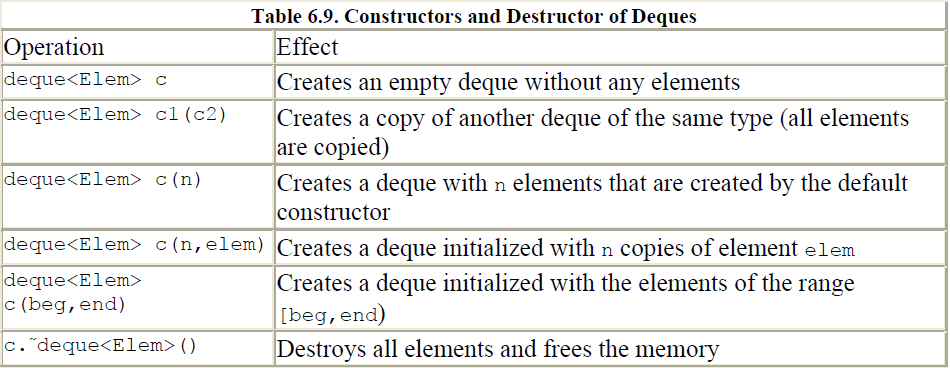 Table 6.9. Constructors and Destructor of Deques
Operation Effect
deque<Elem> c Creates an empty deque without any elements
deque<Elem> c1(c2) Creates a copy of another deque of the same type (all elements
are copied)
deque<Elem> c(n) Creates a deque with n elements that are created by the default
constructor
deque<Elem> c(n,elem) Creates a deque initialized with n copies of element elem
deque<Elem>
c(beg,end)
Creates a deque initialized with the elements of the range
[beg,end)
c.~deque<Elem>() Destroys all elements and frees the memory